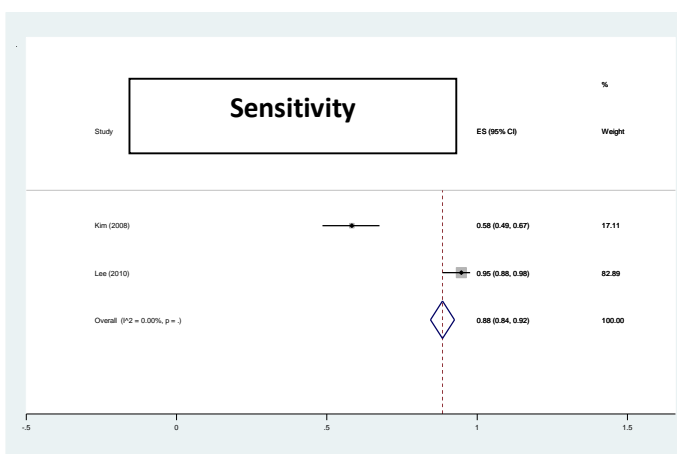 Sensitivity
%
Study ES (95% CI) Weight
Kim (2008) 0.58 (0.49, 0.67) 17.11
Lee (2010) 0.95 (0.88, 0.98) 82.89
Overall (I^2 = 0.00%, p = .) 0.88 (0.84, 0.92) 100.00
-.5 0 .5 1 1.5